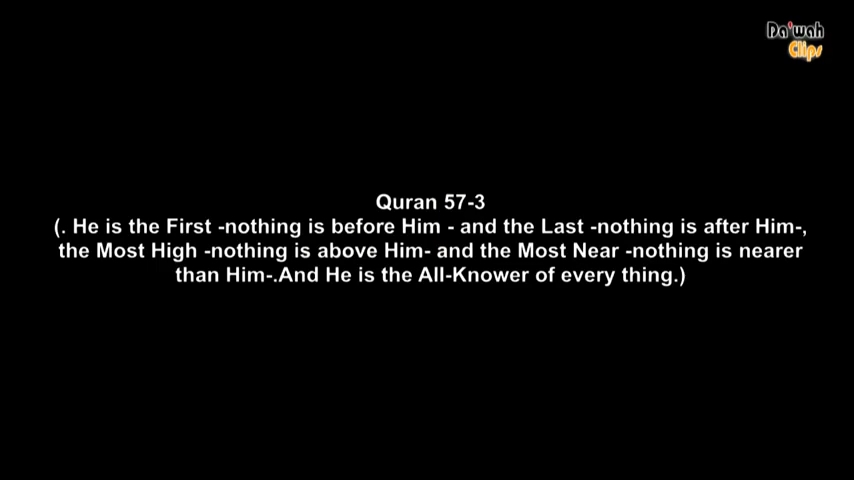 Da'wah
Clips
Quran 57-3
(. He is the First -nothing is before Him - and the Last -nothing is after Him-,
the Most High -nothing is above Him- and the Most Near -nothing is nearer
than Him-.And He is the All-Knower of every thing.)